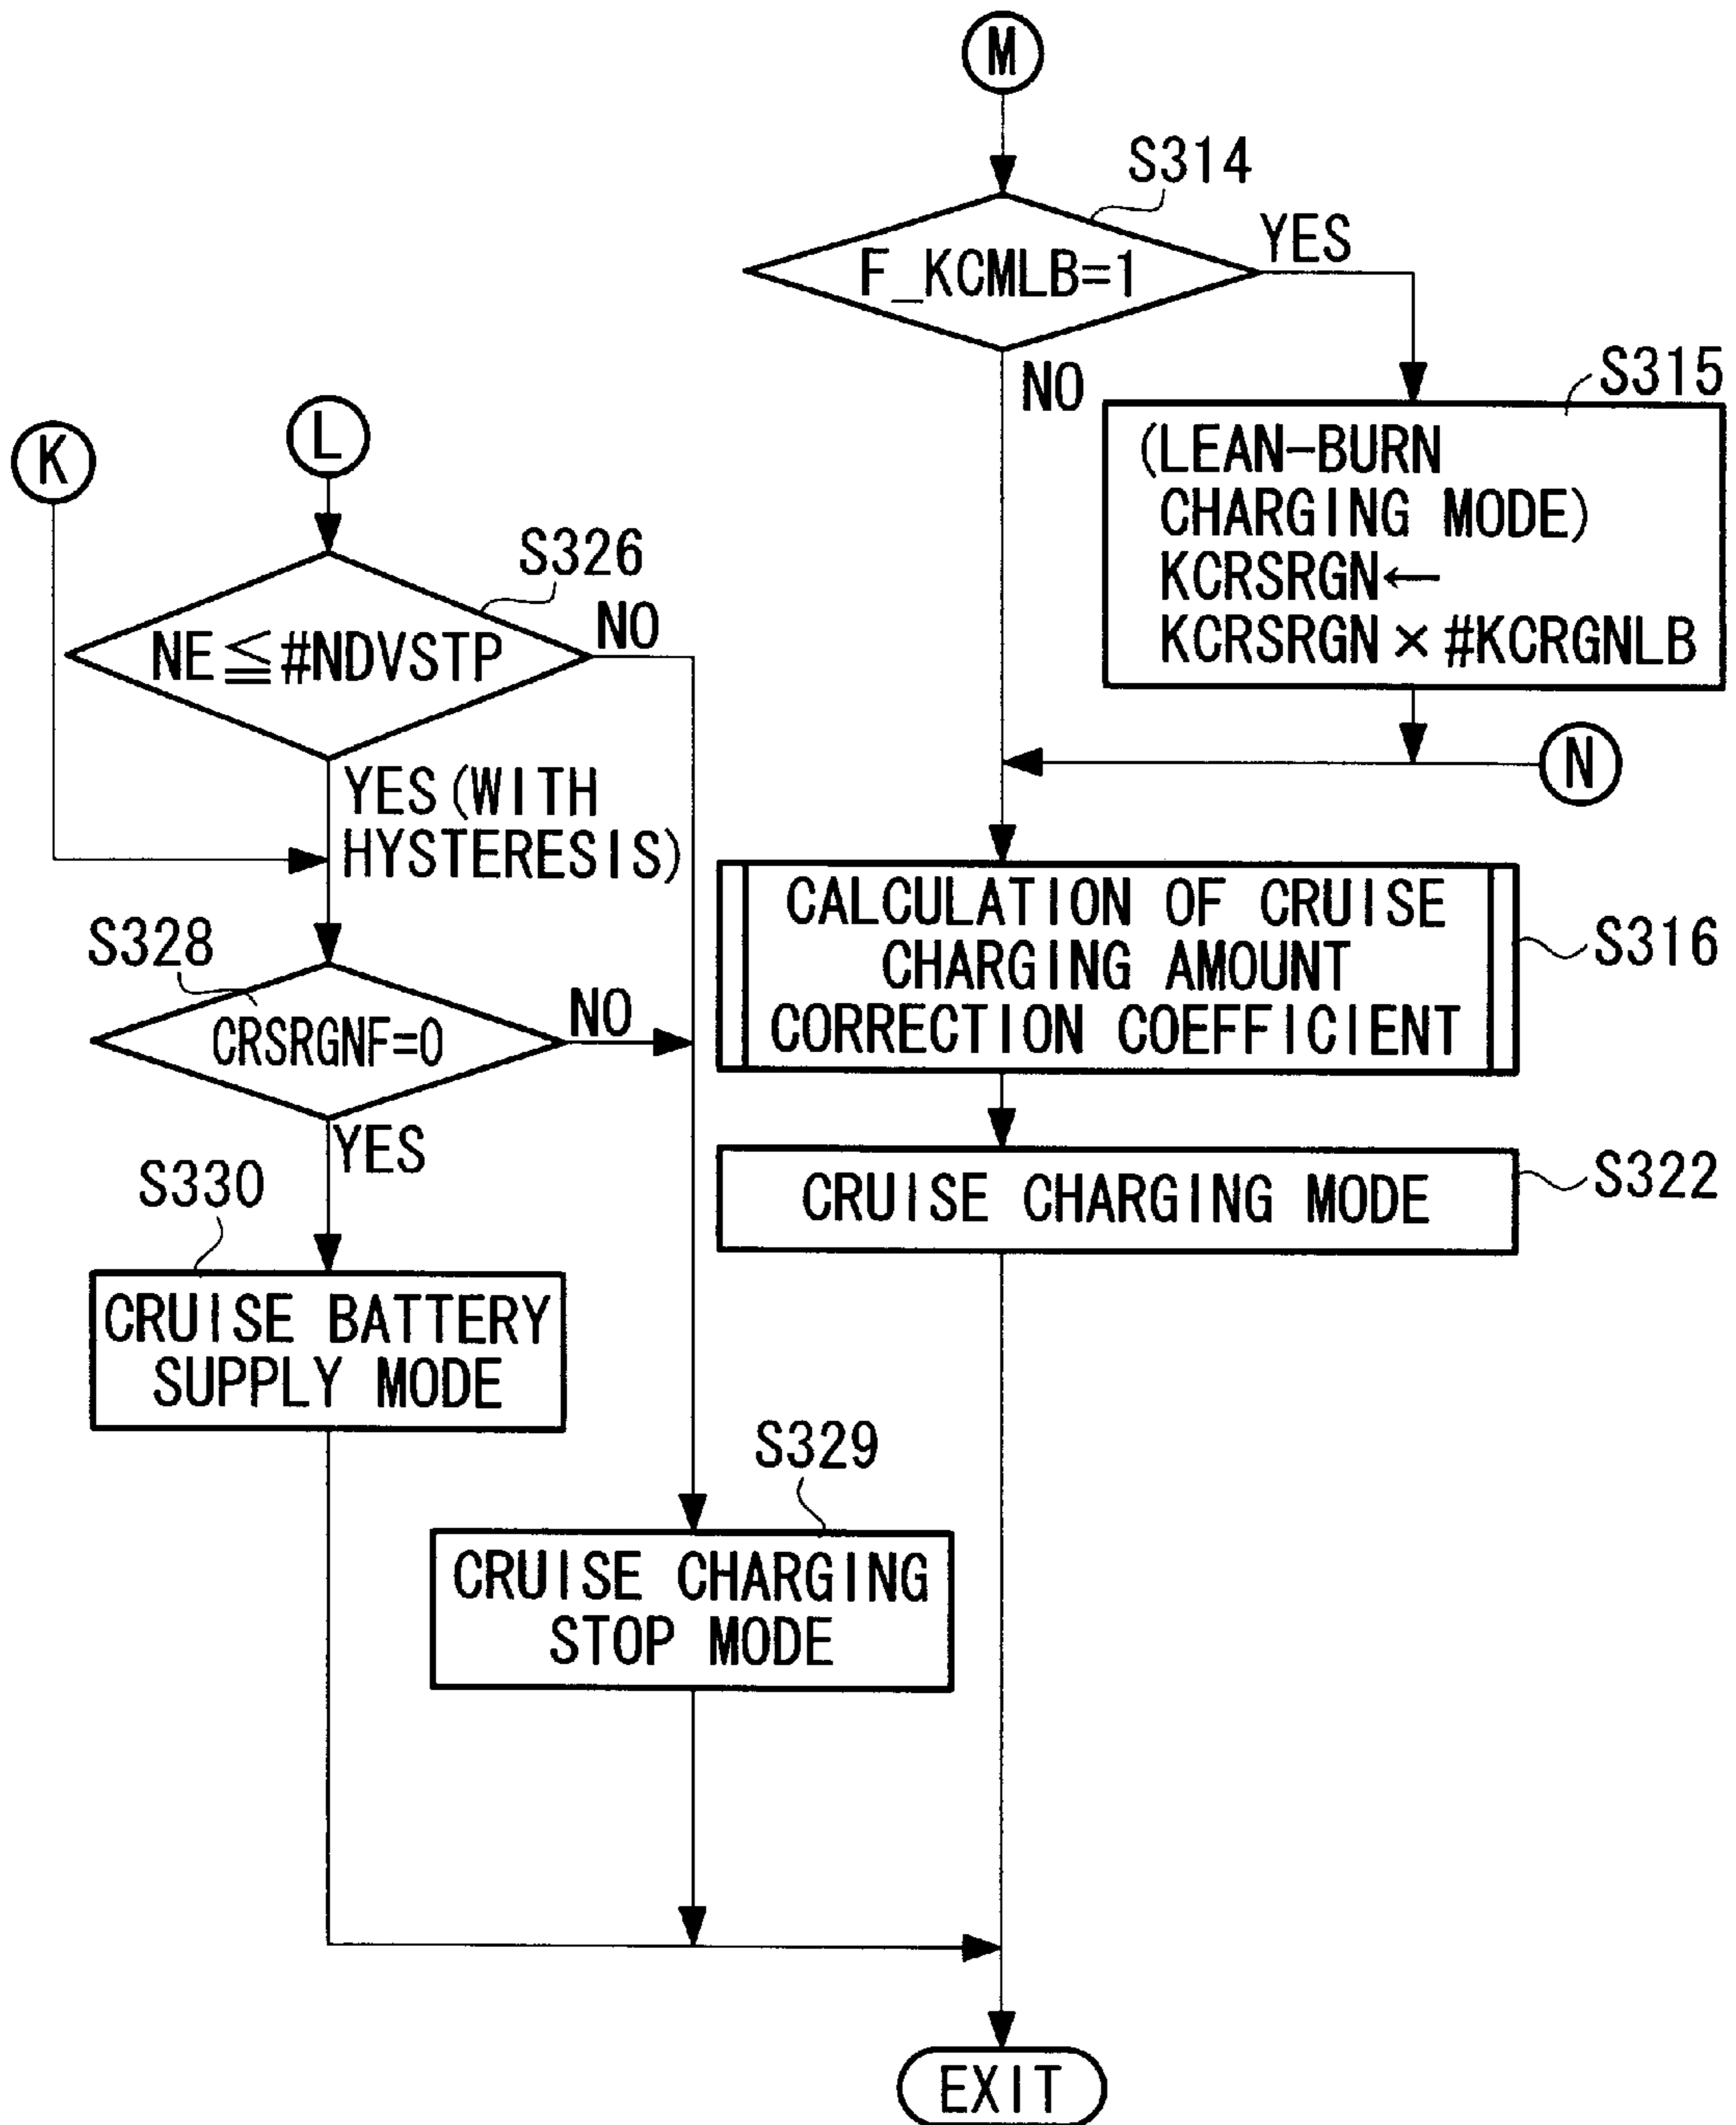 M
S314
F_KCMLB=1
YES
NO
S315
(LEAN-BURN
CHARGING MODE)
KCRSRGN←
KCRSRGN × #KCRGNLB
K
L
S326
NE≦#NDVSTP
NO
YES (WITH
HYSTERESIS)
N
S328
CRSRGNF=0
NO
YES
CALCULATION OF CRUISE
CHARGING AMOUNT
CORRECTION COEFFICIENT
S316
S330
CRUISE CHARGING MODE
S322
CRUISE BATTERY
SUPPLY MODE
S329
CRUISE CHARGING
STOP MODE
EXIT